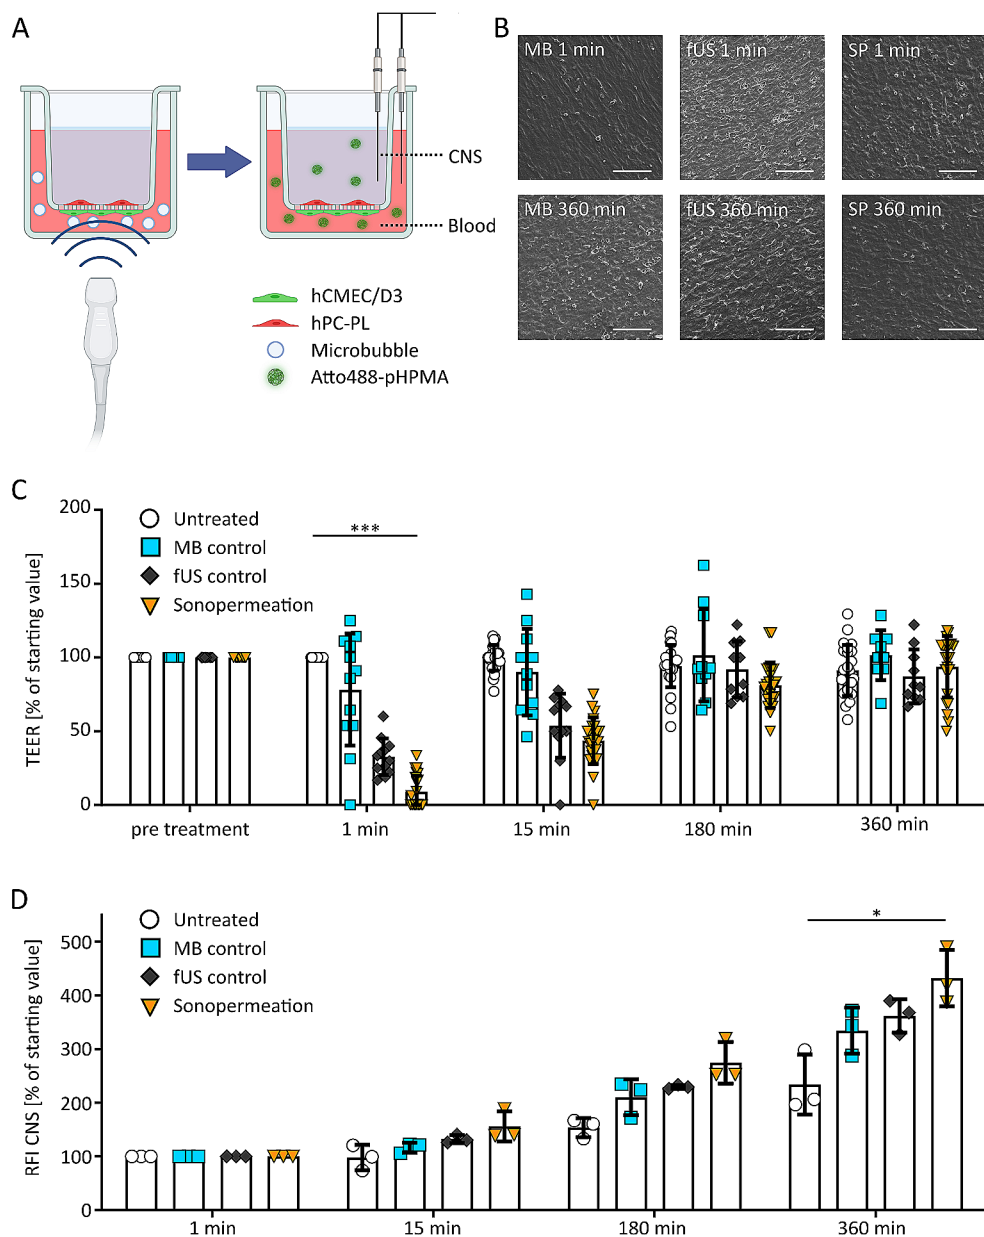 A
CNS
Blood
hCMEC/D3
hPC-PL
Microbubble
Atto488-pHPMA
B
MB 1 min
fUS 1 min
SP 1 min
MB 360 min
fUS 360 min
SP 360 min
C
TEER [% of starting value]
200
150
100
50
0
Untreated
MB control
fUS control
Sonopermeation
***
pre treatment
1 min
15 min
180 min
360 min
D
RFI CNS [% of starting value]
500
400
300
200
100
0
Untreated
MB control
fUS control
Sonopermeation
*
1 min
15 min
180 min
360 min